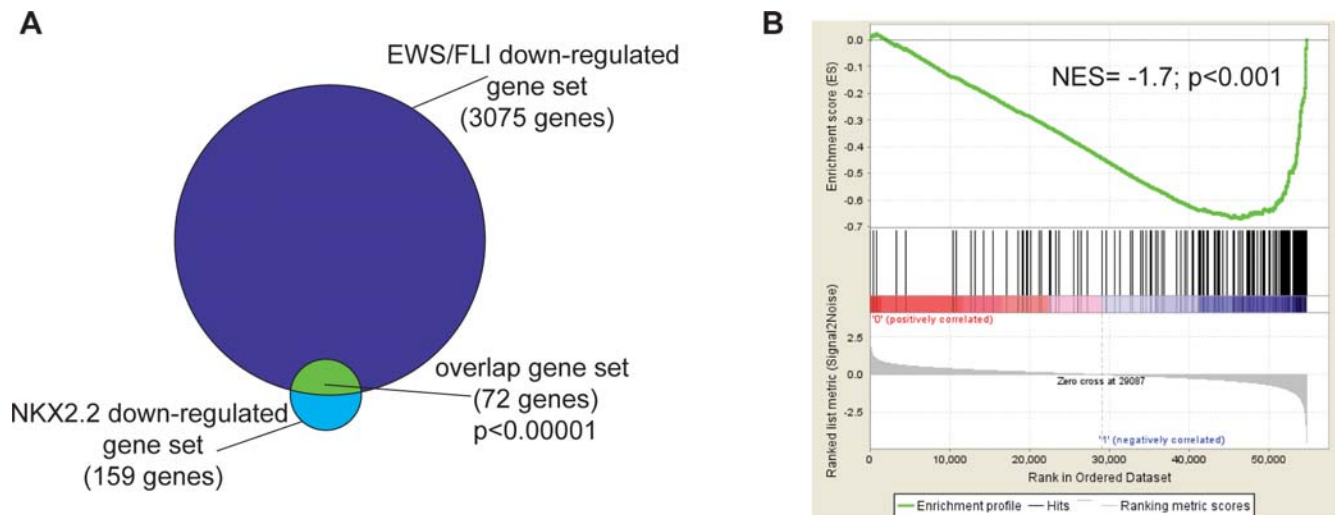 A
EWS/FLI down-regulated
gene set
(3075 genes)
overlap gene set
(72 genes)
p<0.00001
NKX2.2 down-regulated
gene set
(159 genes)
B
NES= -1.7; p<0.001
Enrichment score (ES)
0.0
-0.1
-0.2
-0.3
-0.4
-0.5
-0.6
-0.7
'0' (positively correlated)
Ranked list metric (Signal2Noise)
2.5
0.0
-2.5
Zero cross at 29087
'1' (negatively correlated)
0
10,000
20,000
30,000
40,000
50,000
Rank in Ordered Dataset
Enrichment profile
Hits
Ranking metric scores